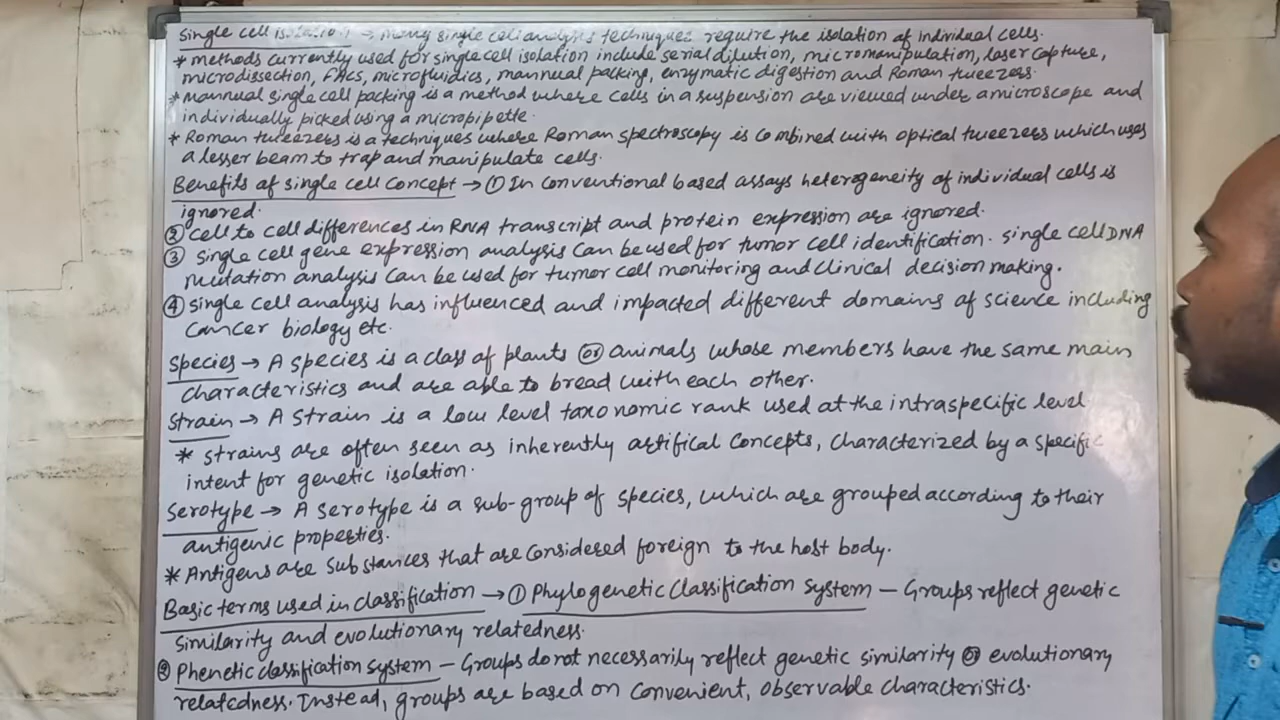 Single cell isolation → Many single cell analysis techniques require the isolation of individual cells.
* methods currently used for single cell isolation include serial dilution, micromanipulation, laser capture,
microdissection, FACS, microfluidics, mannual packing, enzymatic digestion and Roman tweezers.
* Mannual single cell packing is a method where cells in a suspension are viewed under a microscope and
individually picked using a micropipette.
* Roman tweezers is a techniques where Roman spectroscopy is combined with optical tweezers which uses
a lesser beam to trap and manipulate cells.
Benefits of single cell concept → ① In conventional based assays heterogeneity of individual cells is
ignored.
② cell to cell differences in RNA transcript and protein expression are ignored.
③ Single cell gene expression analysis can be used for tumor cell identification. Single cell DNA
mutation analysis can be used for tumor cell monitoring and clinical decision making.
④ Single cell analysis has influenced and impacted different domains of science including
cancer biology etc.
Species → A species is a class of plants or animals whose members have the same main
characteristics and are able to bread with each other.
Strain → A strain is a low level taxonomic rank used at the intraspecific level
* Strains are often seen as inherently artifical concepts, characterized by a specific
intent for genetic isolation.
Serotype → A serotype is a sub-group of species, which are grouped according to their
antigenic properties.
* Antigens are substances that are considered foreign to the host body.
Basic terms used in classification → ① Phylogenetic classification system – Groups reflect genetic
similarity and evolutionary relatedness.
② Phenetic classification system – Groups do not necessarily reflect genetic similarity or evolutionary
relatedness. Instead, groups are based on convenient, observable characteristics.